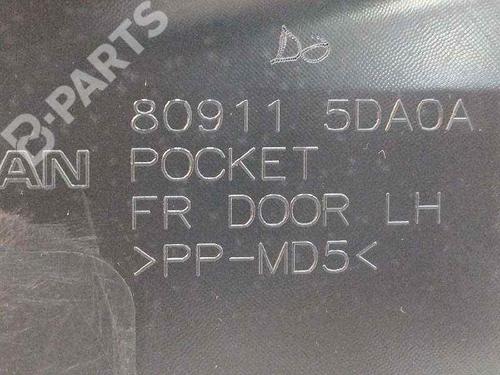 B-PARTS
80911 5DA0A
AN POCKET
FR DOOR LH
>PP-MD5<